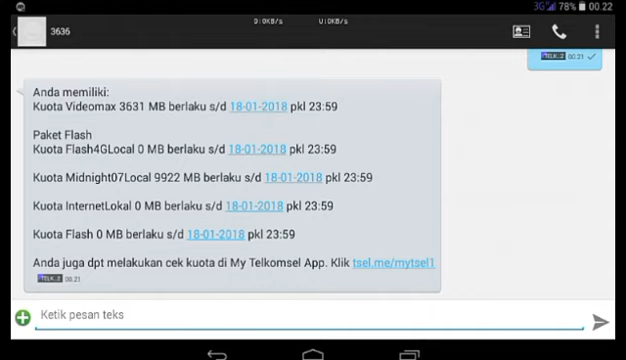 3G 78% 00.22
D:0KB/s U:0KB/s
3636
TELK..2 00.21
Anda memiliki:
Kuota Videomax 3631 MB berlaku s/d 18-01-2018 pkl 23:59
Paket Flash
Kuota Flash4GLocal 0 MB berlaku s/d 18-01-2018 pkl 23:59
Kuota Midnight07Local 9922 MB berlaku s/d 18-01-2018 pkl 23:59
Kuota InternetLokal 0 MB berlaku s/d 18-01-2018 pkl 23:59
Kuota Flash 0 MB berlaku s/d 18-01-2018 pkl 23:59
Anda juga dpt melakukan cek kuota di My Telkomsel App. Klik tsel.me/mytsel1
TELK..2 00.21
Ketik pesan teks